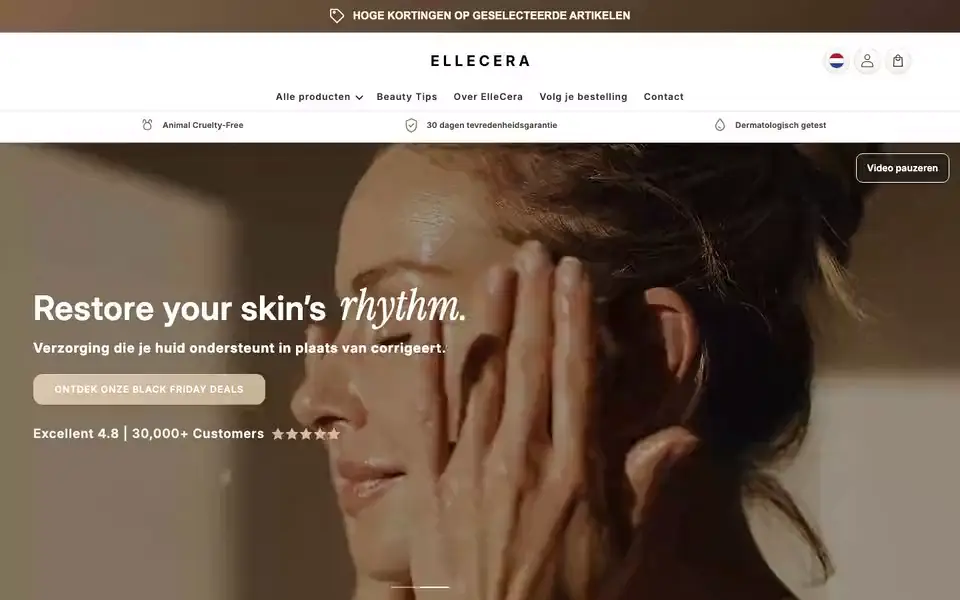 HOGE KORTINGEN OP GESELECTEERDE ARTIKELEN
ELLECERA
Alle producten
Beauty Tips
Over ElleCera
Volg je bestelling
Contact
Animal Cruelty-Free
30 dagen tevredenheidsgarantie
Dermatologisch getest
Video pauzeren
Restore your skin's rhythm.
Verzorging die je huid ondersteunt in plaats van corrigeert.
ONTDEK ONZE BLACK FRIDAY DEALS
Excellent 4.8 | 30,000+ Customers